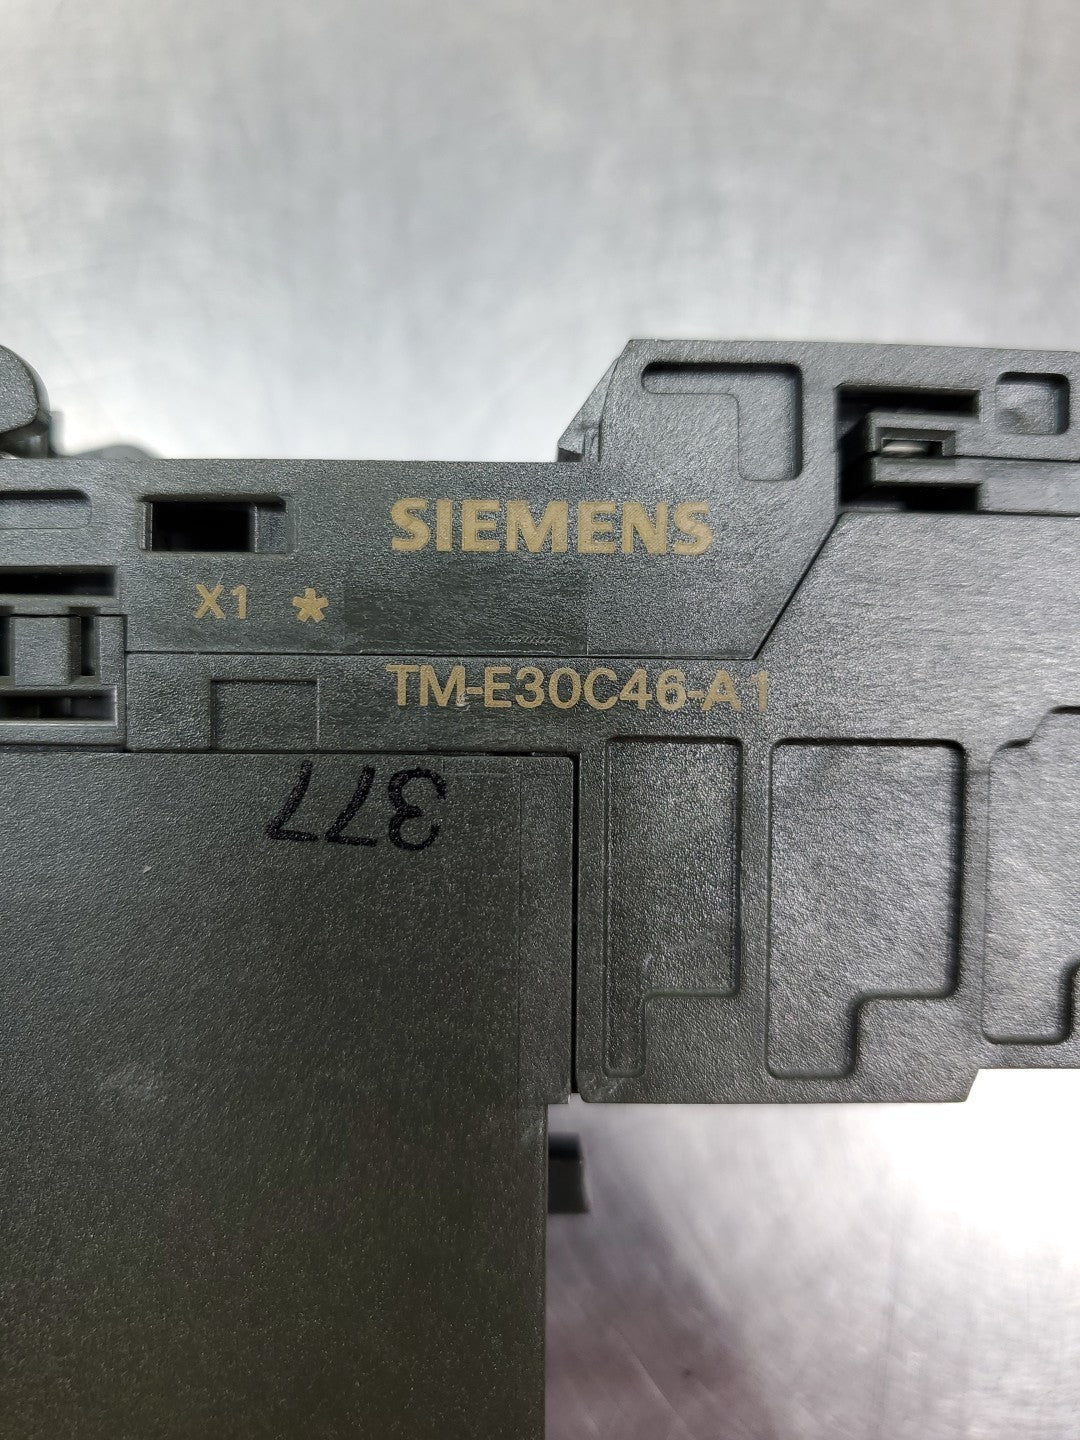 SIEMENS
X1 *
TM-E30C46-A1
377